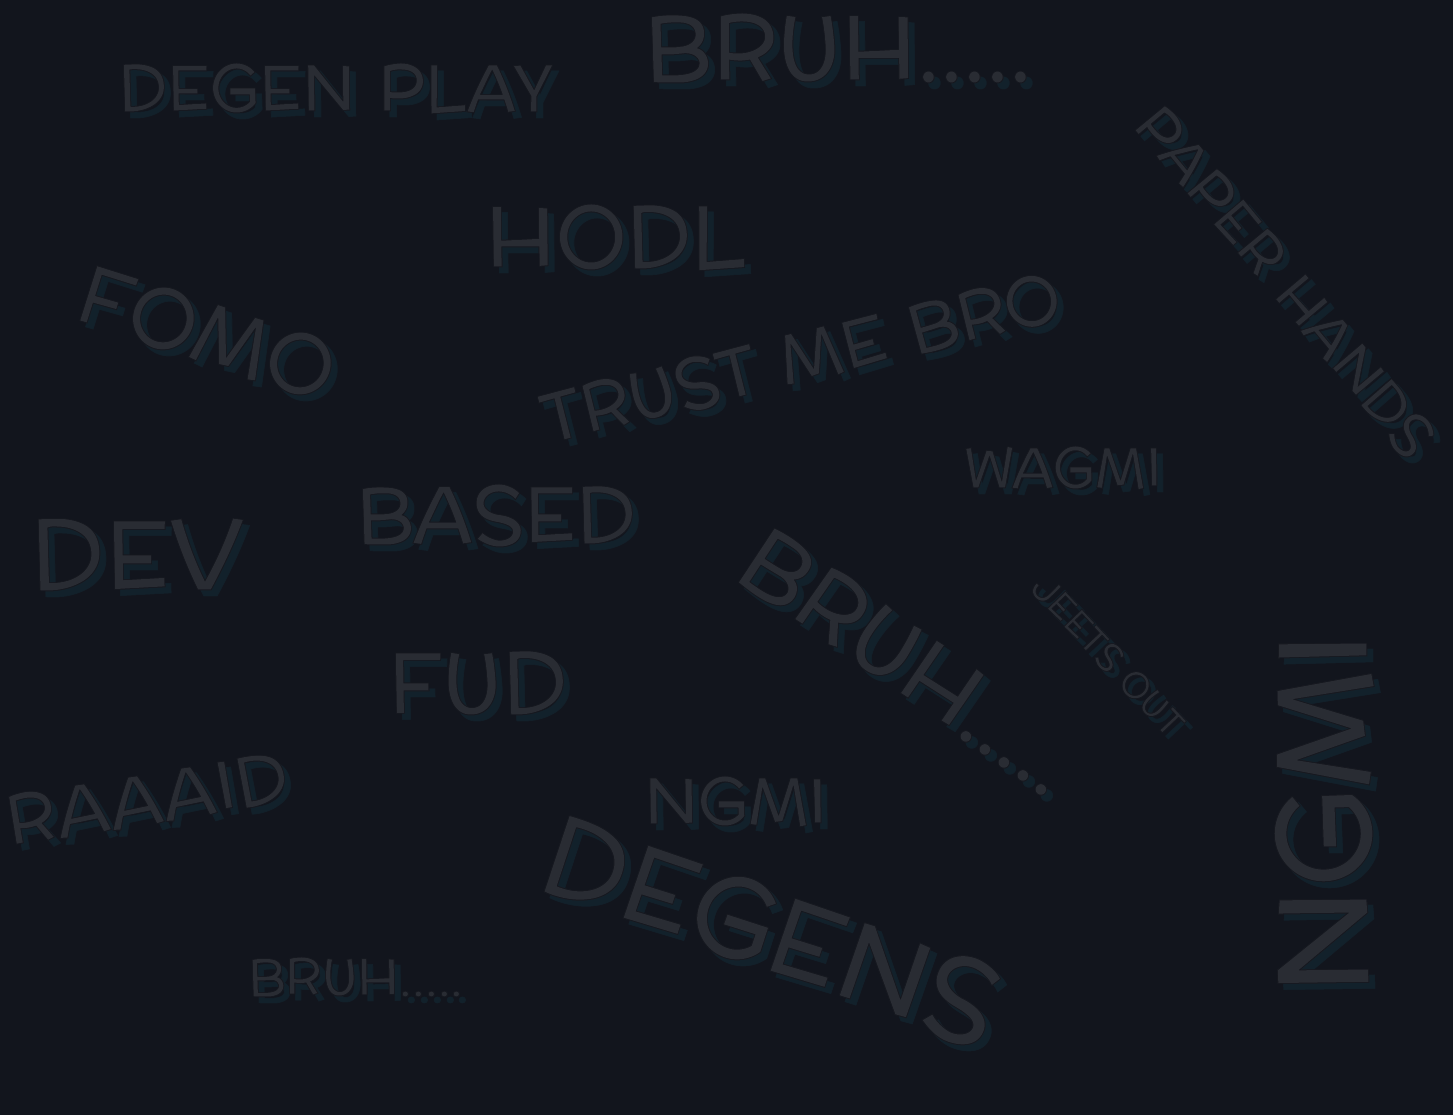 BRUH.....
DEGEN PLAY
PAPER HANDS
HODL
FOMO
TRUST ME BRO
WAGMI
BASED
DEV
BRUH.....
JEETS OUT
FUD
NGMI
RAAAID
NGMI
DEGENS
BRUH.....